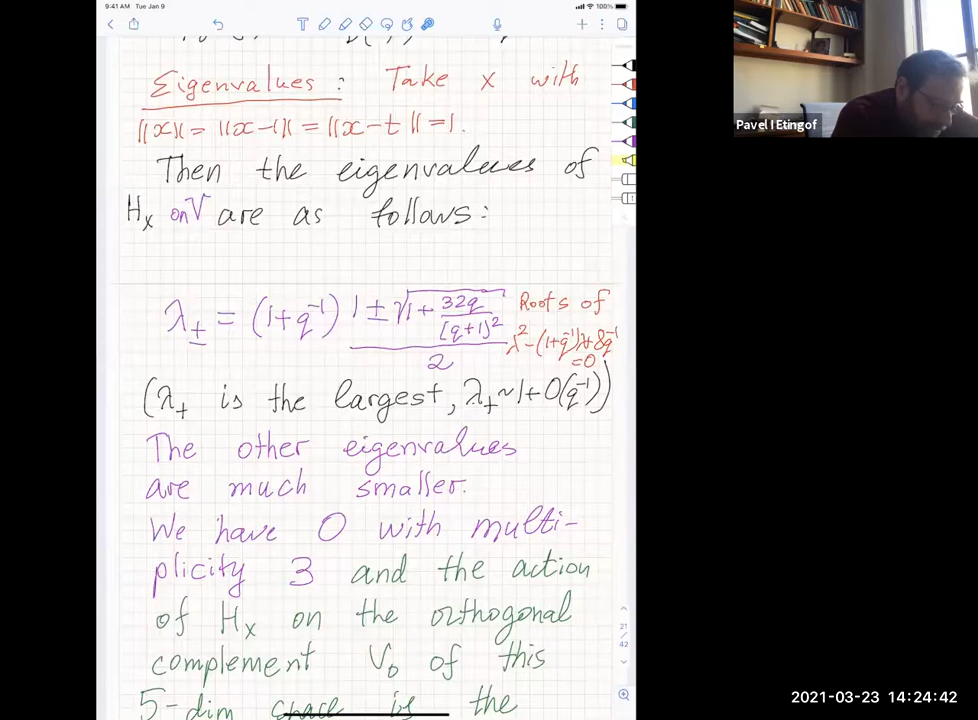 9:41 AM Tue Jan 9
100%
Eigenvalues: Take x with
||x|| = ||x-1|| = ||x-t|| = 1.
Then the eigenvalues of
Hx on V are as follows:
λ± = (1+q⁻¹) (1 ± √(1 + 32q/(q+1)²))/2 Roots of
λ² - (1+q⁻¹)λ + 8q⁻¹
= 0
(λ+ is the largest, λ+ ~ 1 + O(q⁻¹))
The other eigenvalues
are much smaller.
We have 0 with multi-
plicity 3 and the action
of Hx on the orthogonal
complement V₀ of this
5-dim space is the
21
42
Pavel I Etingof
2021-03-23 14:24:42